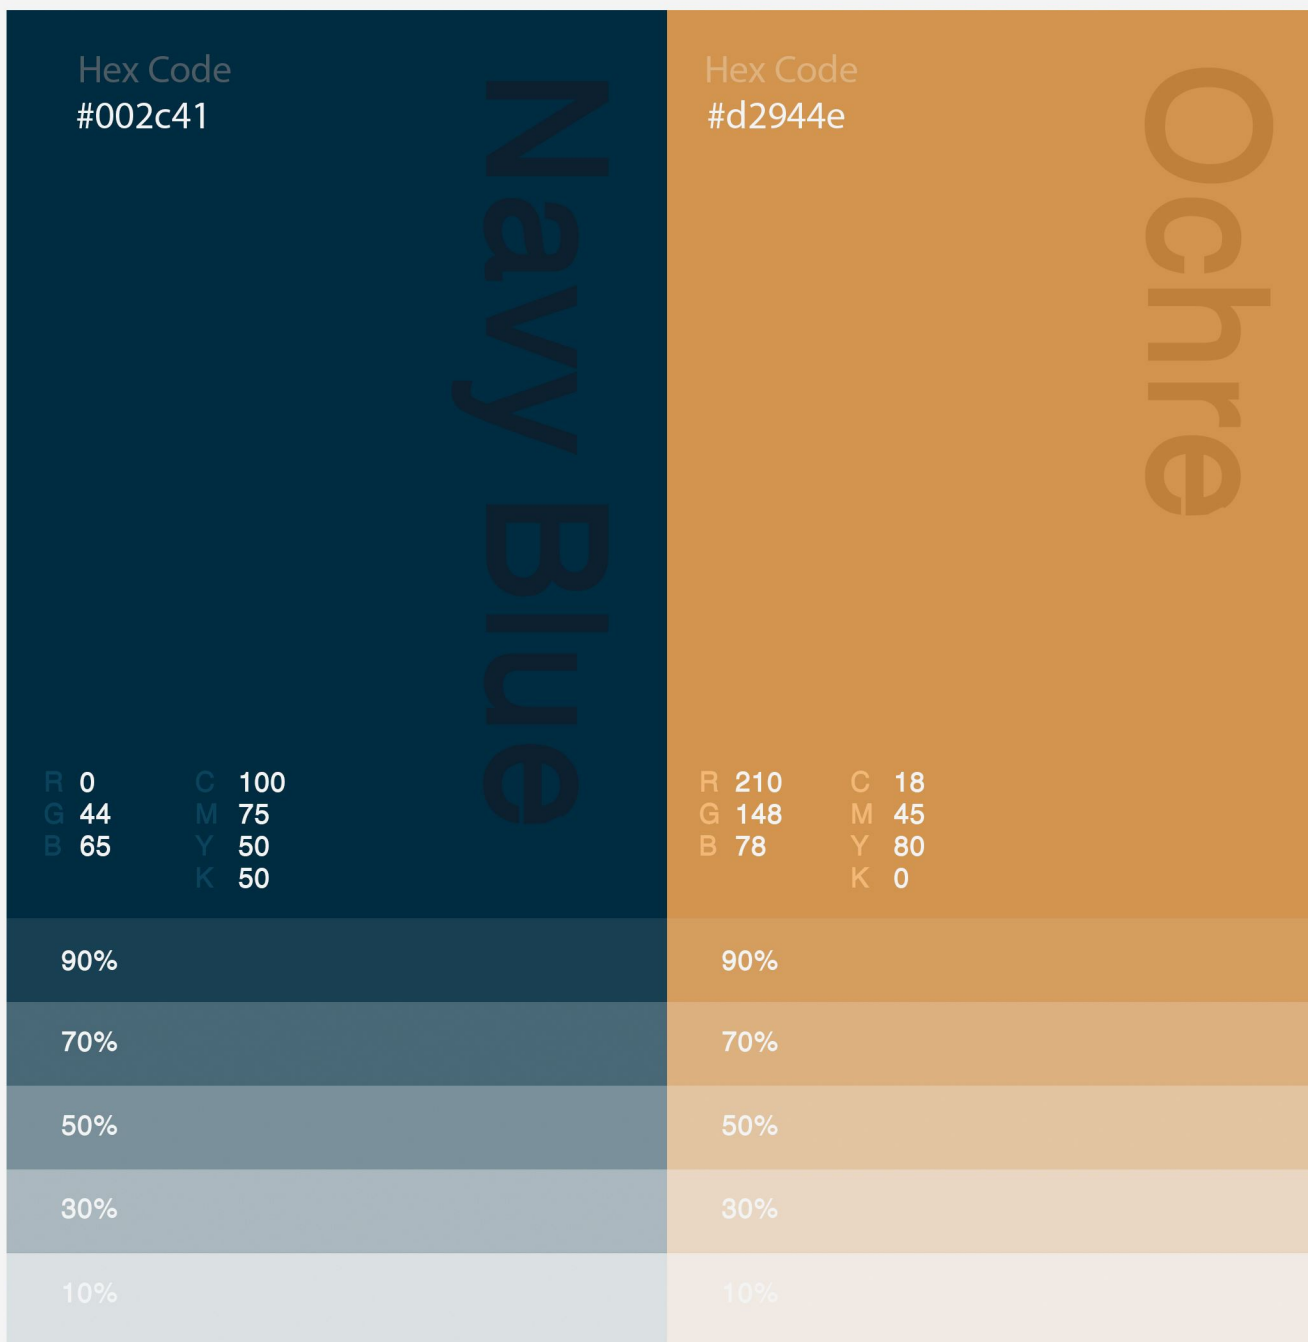 Hex Code
#002c41
Navy Blue
R 0
G 44
B 65
C 100
M 75
Y 50
K 50
90%
70%
50%
30%
10%
Hex Code
#d2944e
Ochre
R 210
G 148
B 78
C 18
M 45
Y 80
K 0
90%
70%
50%
30%
10%